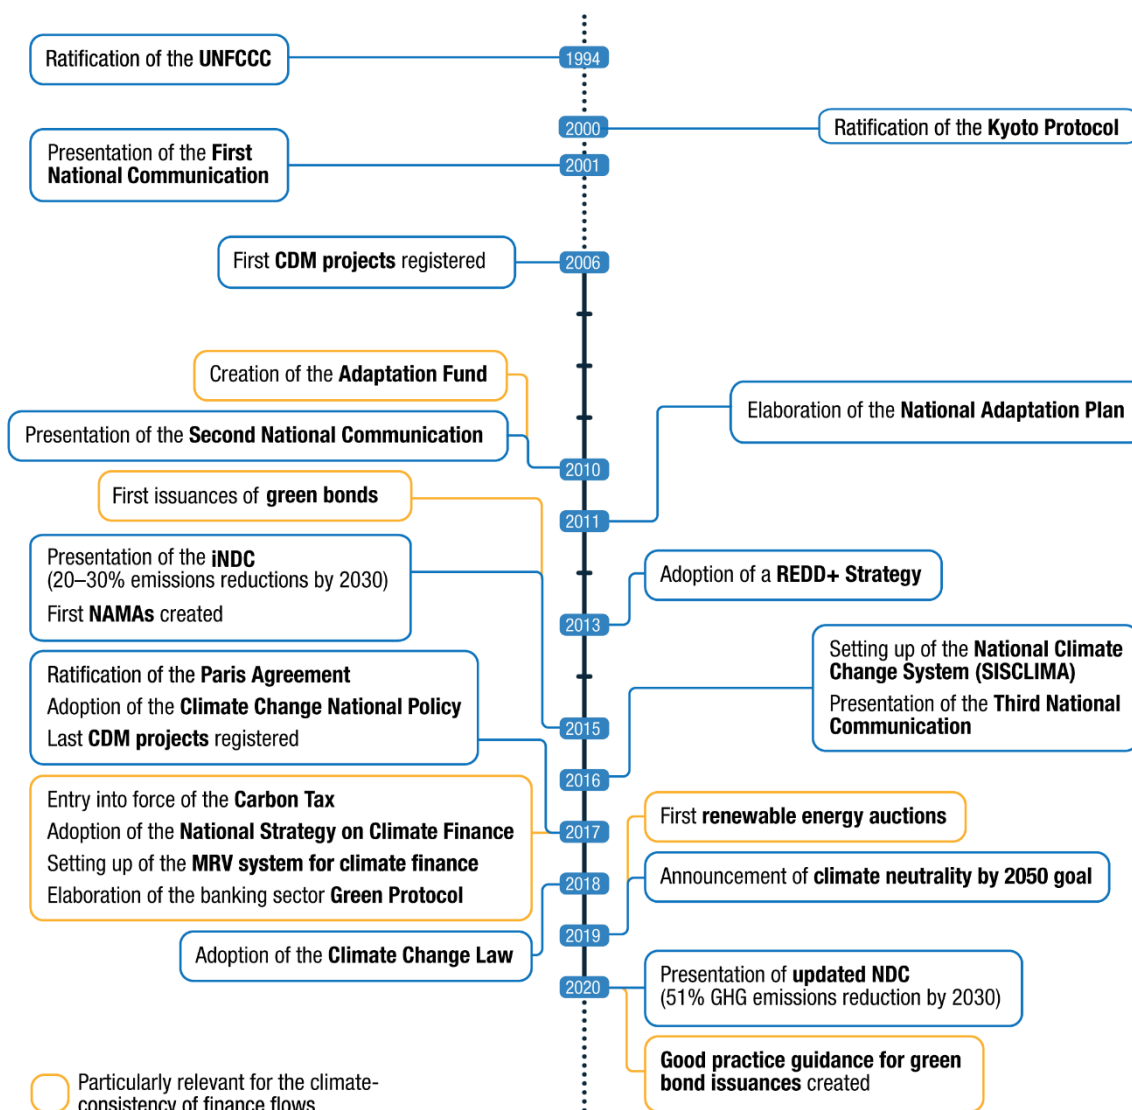 Ratification of the UNFCCC
1994
2000
Ratification of the Kyoto Protocol
Presentation of the First
National Communication
2001
First CDM projects registered
2006
Creation of the Adaptation Fund
Elaboration of the National Adaptation Plan
Presentation of the Second National Communication
2010
First issuances of green bonds
2011
Presentation of the iNDC
(20–30% emissions reductions by 2030)
First NAMAs created
Adoption of a REDD+ Strategy
2013
Setting up of the National Climate
Change System (SISCLIMA)
Presentation of the Third National
Communication
Ratification of the Paris Agreement
Adoption of the Climate Change National Policy
Last CDM projects registered
2015
2016
Entry into force of the Carbon Tax
Adoption of the National Strategy on Climate Finance
Setting up of the MRV system for climate finance
Elaboration of the banking sector Green Protocol
2017
First renewable energy auctions
2018
Announcement of climate neutrality by 2050 goal
2019
Adoption of the Climate Change Law
2020
Presentation of updated NDC
(51% GHG emissions reduction by 2030)
Good practice guidance for green
bond issuances created
Particularly relevant for the climate-
consistency of finance flows